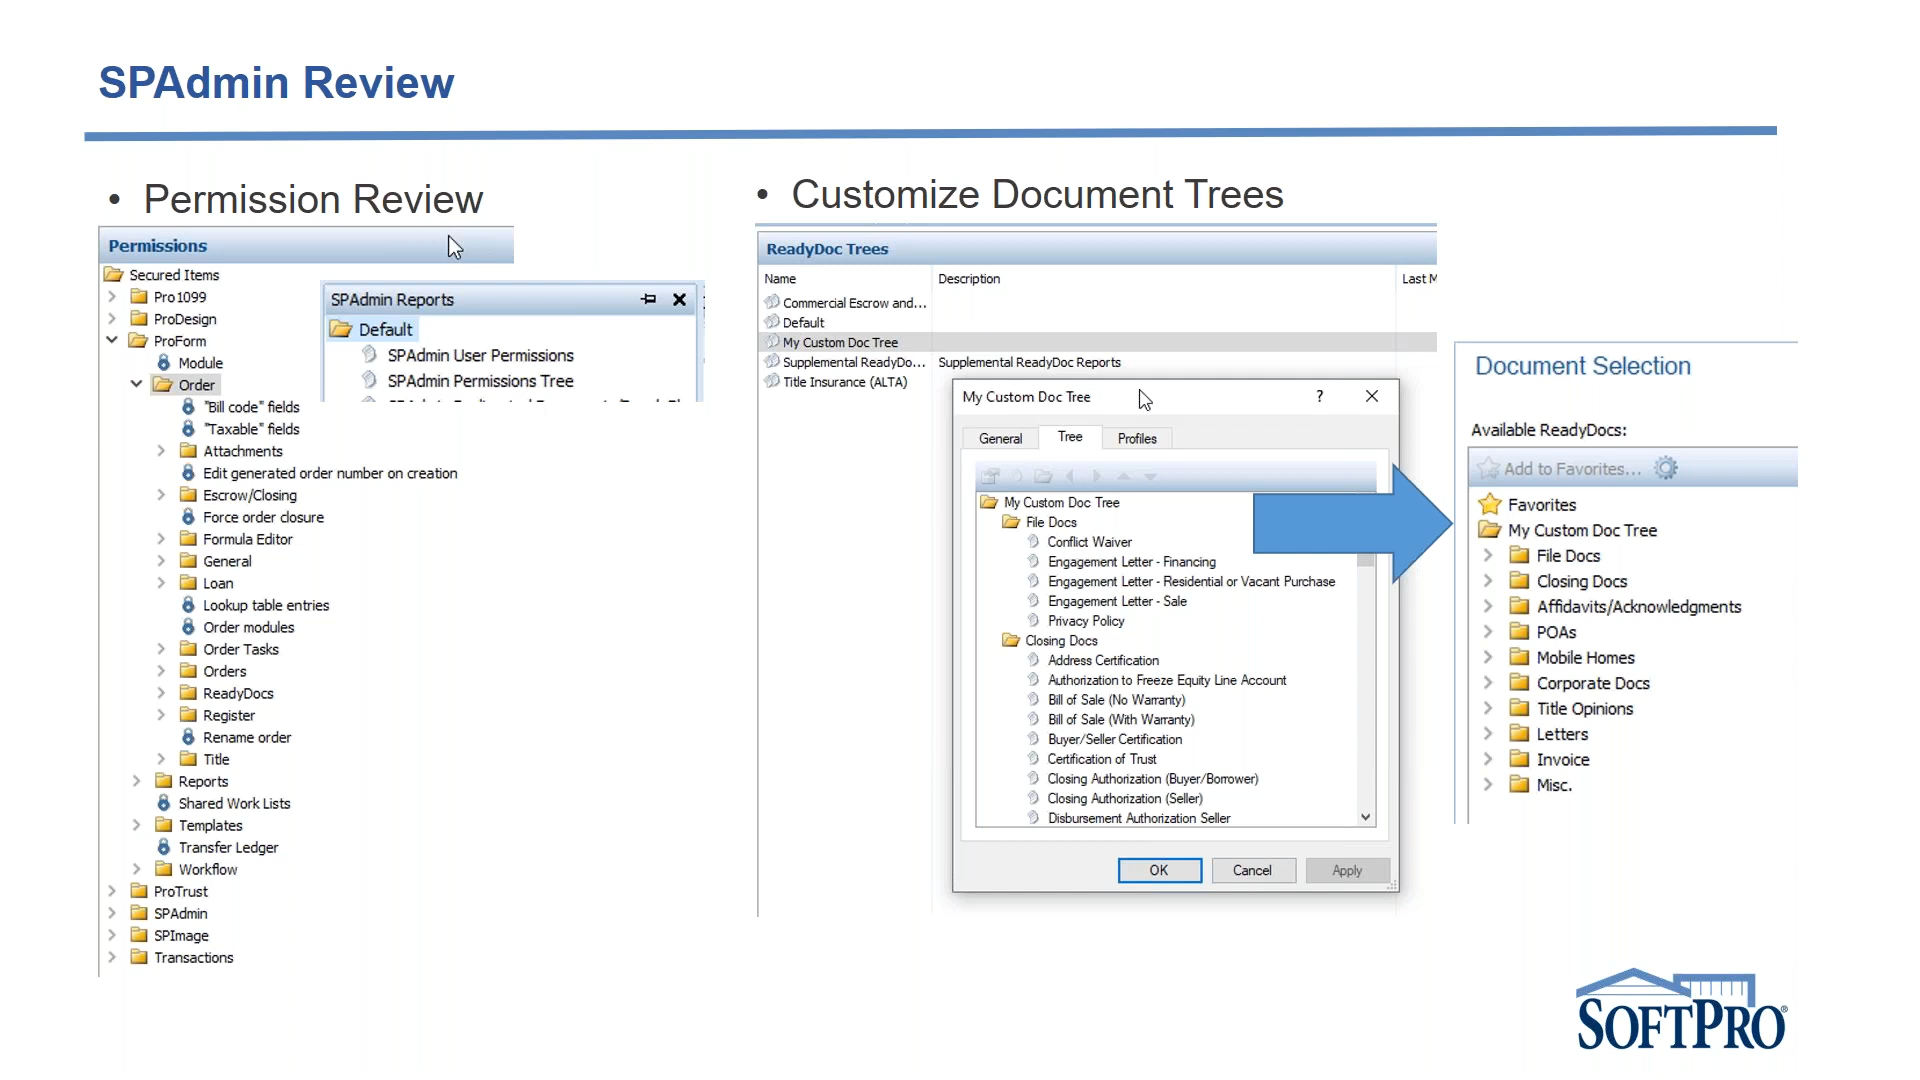 SPAdmin Review
• Permission Review
Permissions
Secured Items
Pro1099
ProDesign
ProForm
Module
Order
"Bill code" fields
"Taxable" fields
Attachments
Edit generated order number on creation
Escrow/Closing
Force order closure
Formula Editor
General
Loan
Lookup table entries
Order modules
Order Tasks
Orders
ReadyDocs
Register
Rename order
Title
Reports
Shared Work Lists
Templates
Transfer Ledger
Workflow
ProTrust
SPAdmin
SPImage
Transactions
SPAdmin Reports
Default
SPAdmin User Permissions
SPAdmin Permissions Tree
• Customize Document Trees
ReadyDoc Trees
Name Description Last M
Commercial Escrow and...
Default
My Custom Doc Tree
Supplemental ReadyDo... Supplemental ReadyDoc Reports
Title Insurance (ALTA)
My Custom Doc Tree ?
General Tree Profiles
My Custom Doc Tree
File Docs
Conflict Waiver
Engagement Letter - Financing
Engagement Letter - Residential or Vacant Purchase
Engagement Letter - Sale
Privacy Policy
Closing Docs
Address Certification
Authorization to Freeze Equity Line Account
Bill of Sale (No Warranty)
Bill of Sale (With Warranty)
Buyer/Seller Certification
Certification of Trust
Closing Authorization (Buyer/Borrower)
Closing Authorization (Seller)
Disbursement Authorization Seller
OK Cancel Apply
Document Selection
Available ReadyDocs:
Add to Favorites...
Favorites
My Custom Doc Tree
File Docs
Closing Docs
Affidavits/Acknowledgments
POAs
Mobile Homes
Corporate Docs
Title Opinions
Letters
Invoice
Misc.
SOFTPRO®